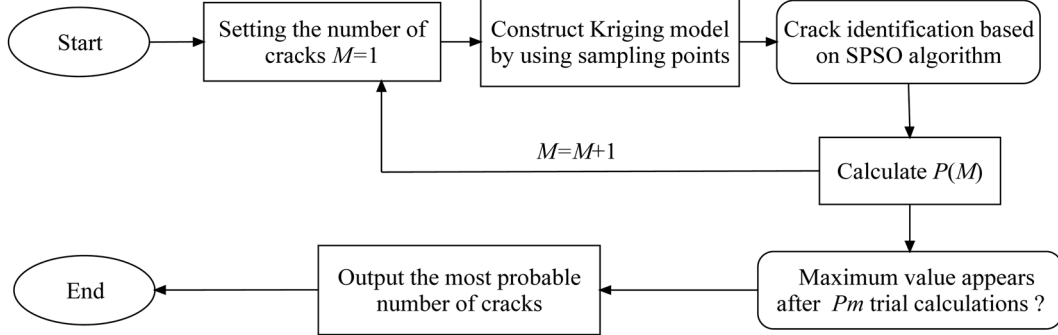 Start
Setting the number of
cracks M=1
Construct Kriging model
by using sampling points
Crack identification based
on SPSO algorithm
M=M+1
Calculate P(M)
Maximum value appears
after Pm trial calculations ?
Output the most probable
number of cracks
End